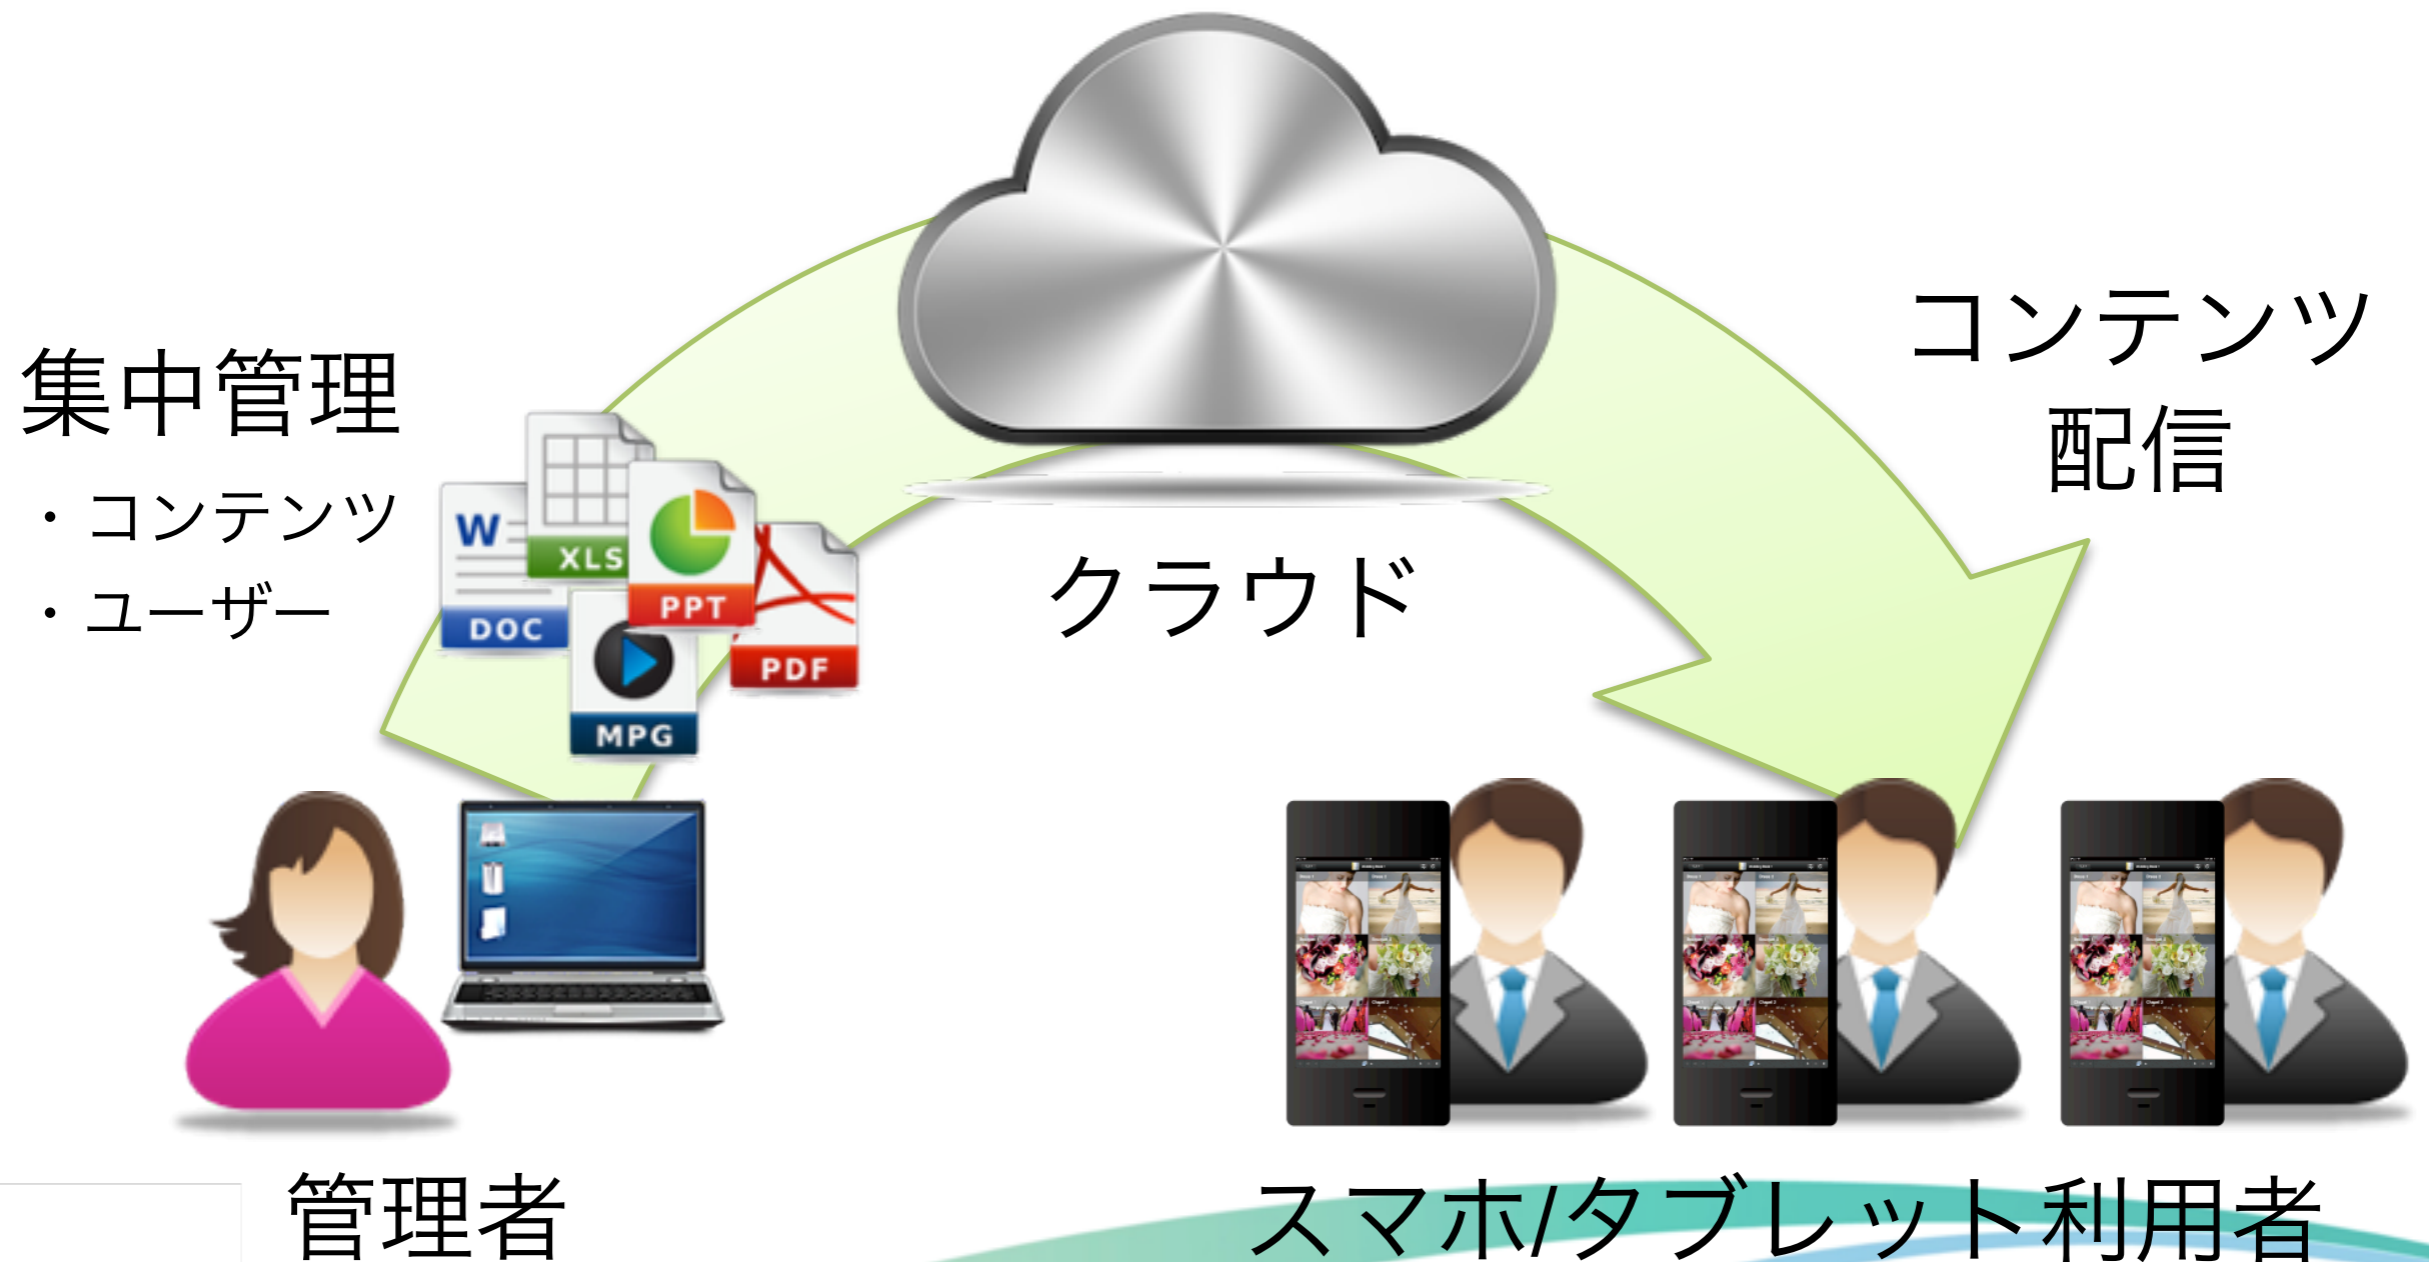 集中管理
・コンテンツ
・ユーザー
W
DOC
XLS
PPT
PDF
MPG
クラウド
コンテンツ
配信
管理者
スマホ/タブレット利用者